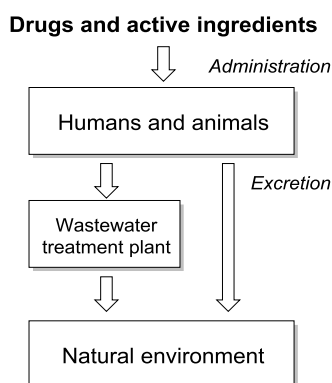 Drugs and active ingredients
Administration
Humans and animals
Excretion
Wastewater
treatment plant
Natural environment